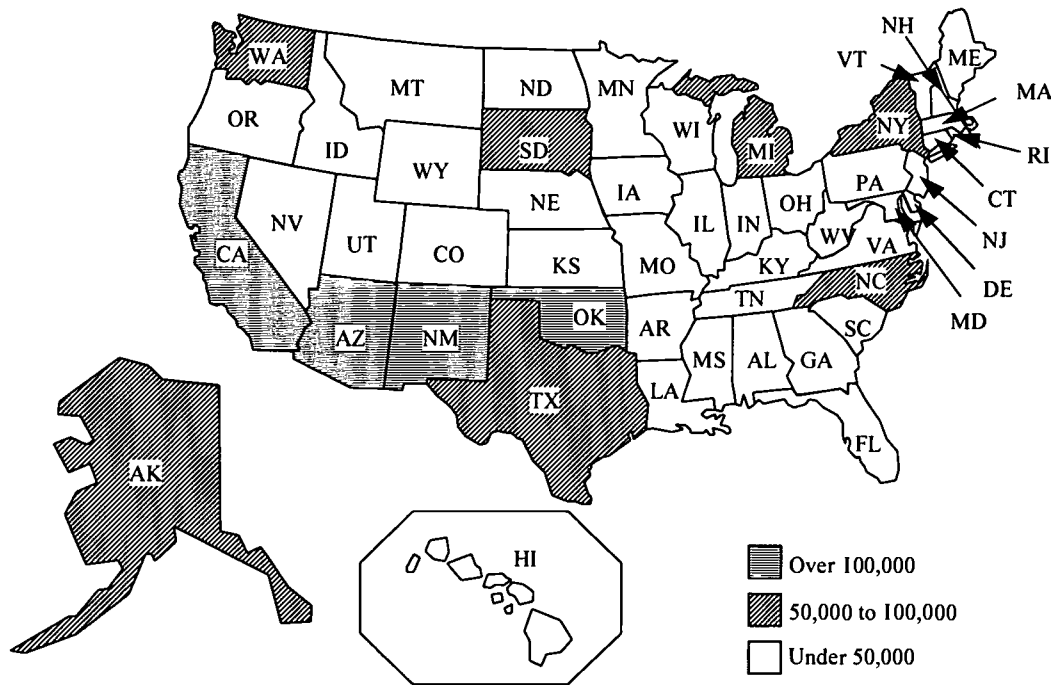 NH
VT
ME
WA
MT
ND
MN
MA
OR
ID
SD
WI
MI
NY
RI
WY
CT
NE
IA
PA
NJ
NV
UT
CO
IL
IN
OH
WV
VA
DE
CA
KS
MO
KY
MD
NC
TN
AZ
NM
OK
AR
SC
MS
AL
GA
TX
LA
FL
AK
HI
Over 100,000
50,000 to 100,000
Under 50,000